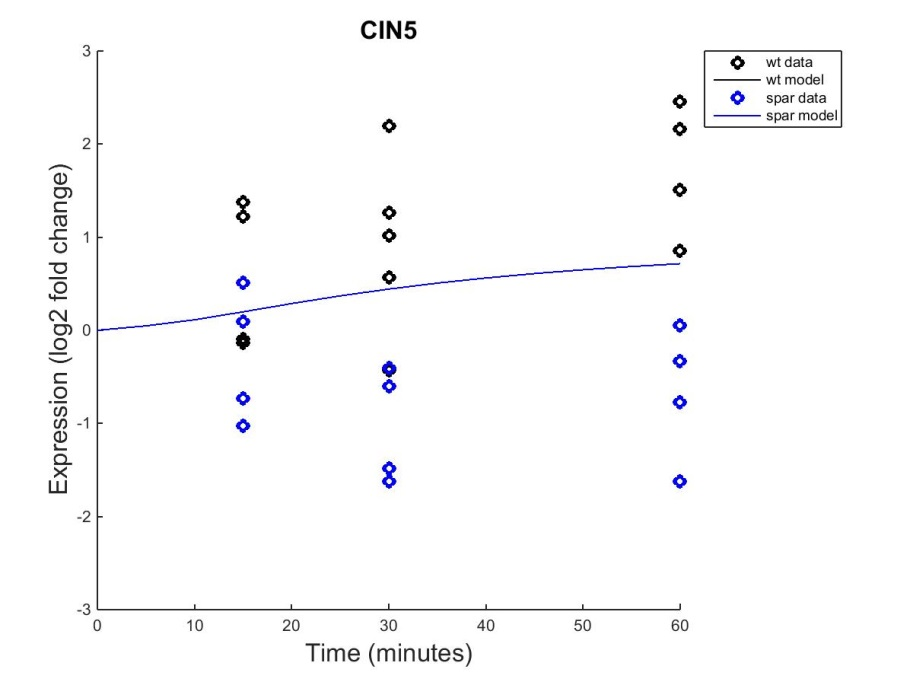 CIN5
3
2
1
0
-1
-2
-3
Expression (log2 fold change)
0 10 20 30 40 50 60
Time (minutes)
wt data
wt model
spar data
spar model